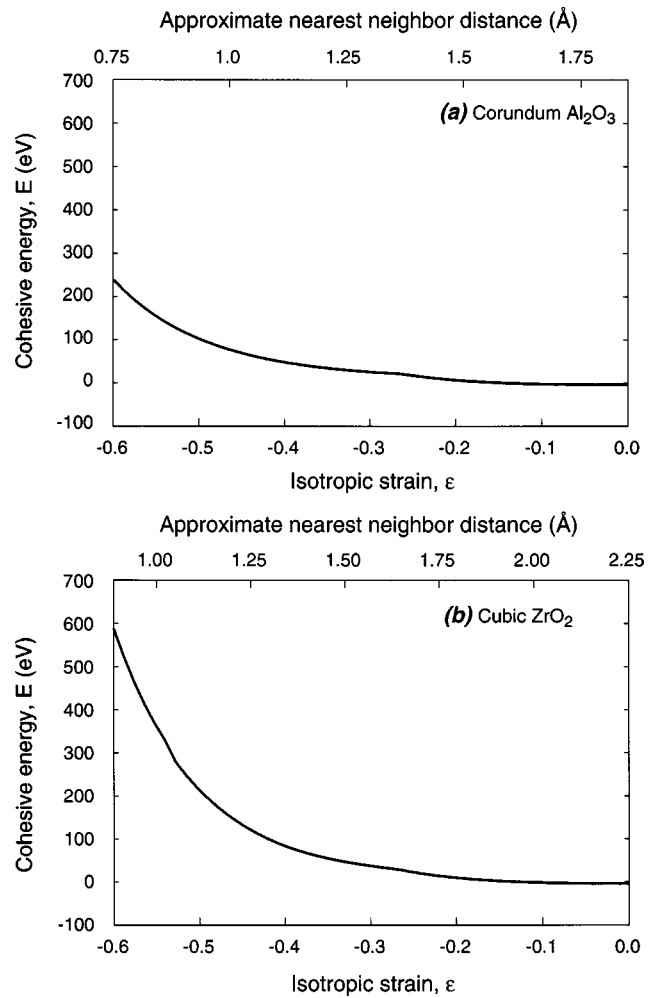 Approximate nearest neighbor distance (Å)
0.75 1.0 1.25 1.5 1.75
700
(a) Corundum Al₂O₃
600
500
400
300
200
100
0
-100
Cohesive energy, E (eV)
-0.6 -0.5 -0.4 -0.3 -0.2 -0.1 0.0
Isotropic strain, ε
Approximate nearest neighbor distance (Å)
1.00 1.25 1.50 1.75 2.00 2.25
700
(b) Cubic ZrO₂
600
500
400
300
200
100
0
-100
Cohesive energy, E (eV)
-0.6 -0.5 -0.4 -0.3 -0.2 -0.1 0.0
Isotropic strain, ε